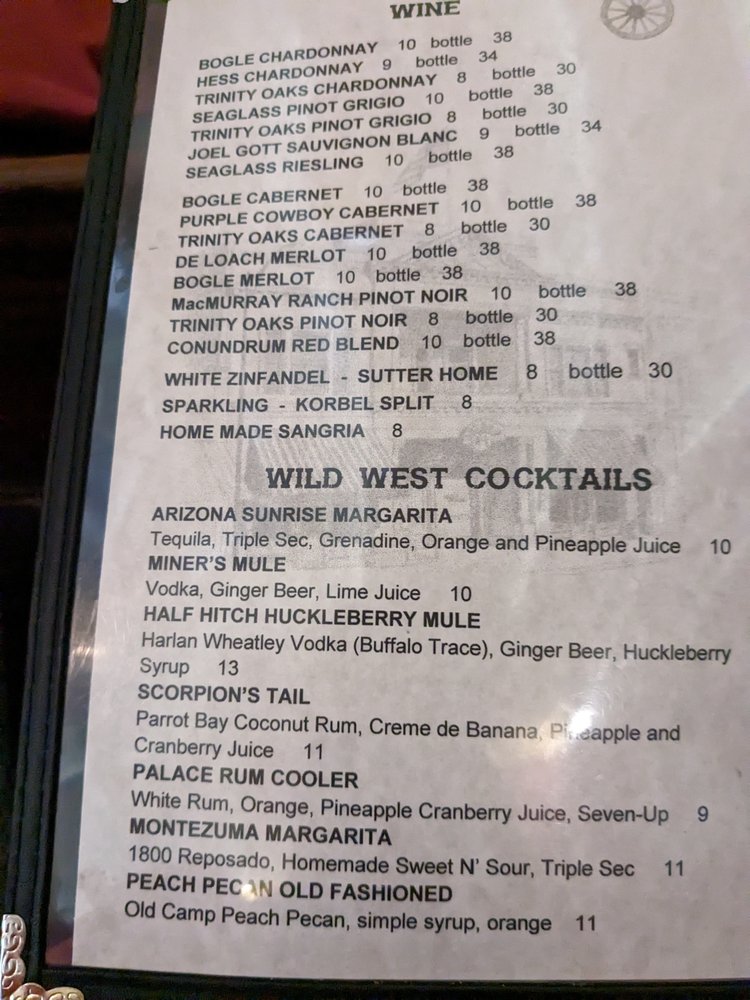 WINE
BOGLE CHARDONNAY 10 bottle 38
HESS CHARDONNAY 9 bottle 34
TRINITY OAKS CHARDONNAY 8 bottle 30
SEAGLASS PINOT GRIGIO 10 bottle 38
TRINITY OAKS PINOT GRIGIO 8 bottle 30
JOEL GOTT SAUVIGNON BLANC 9 bottle 34
SEAGLASS RIESLING 10 bottle 38
BOGLE CABERNET 10 bottle 38
PURPLE COWBOY CABERNET 10 bottle 38
TRINITY OAKS CABERNET 8 bottle 30
DE LOACH MERLOT 10 bottle 38
BOGLE MERLOT 10 bottle 38
MacMURRAY RANCH PINOT NOIR 10 bottle 38
TRINITY OAKS PINOT NOIR 8 bottle 30
CONUNDRUM RED BLEND 10 bottle 38
WHITE ZINFANDEL - SUTTER HOME 8 bottle 30
SPARKLING - KORBEL SPLIT 8
HOME MADE SANGRIA 8
WILD WEST COCKTAILS
ARIZONA SUNRISE MARGARITA
Tequila, Triple Sec, Grenadine, Orange and Pineapple Juice 10
MINER'S MULE
Vodka, Ginger Beer, Lime Juice 10
HALF HITCH HUCKLEBERRY MULE
Harlan Wheatley Vodka (Buffalo Trace), Ginger Beer, Huckleberry
Syrup 13
SCORPION'S TAIL
Parrot Bay Coconut Rum, Creme de Banana, Pineapple and
Cranberry Juice 11
PALACE RUM COOLER
White Rum, Orange, Pineapple Cranberry Juice, Seven-Up 9
MONTEZUMA MARGARITA
1800 Reposado, Homemade Sweet N' Sour, Triple Sec 11
PEACH PECAN OLD FASHIONED
Old Camp Peach Pecan, simple syrup, orange 11